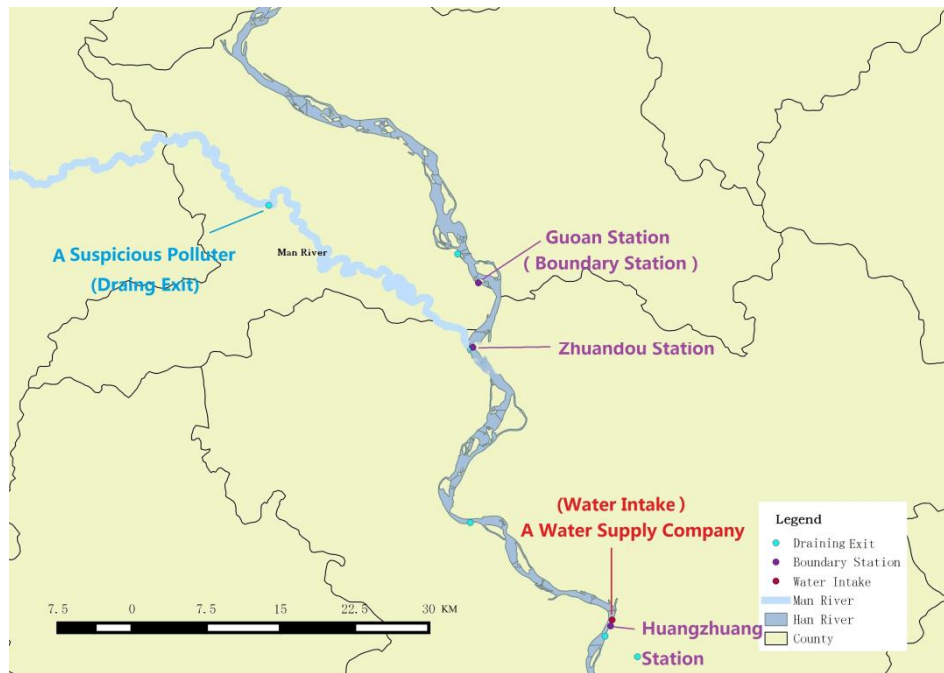 A Suspicious Polluter
(Draing Exit)
Man River
Guoan Station
( Boundary Station )
Zhuandou Station
(Water Intake )
A Water Supply Company
Huangzhuang
Station
Legend
Draining Exit
Boundary Station
Water Intake
Man River
Han River
County
7.5 0 7.5 15 22.5 30 KM